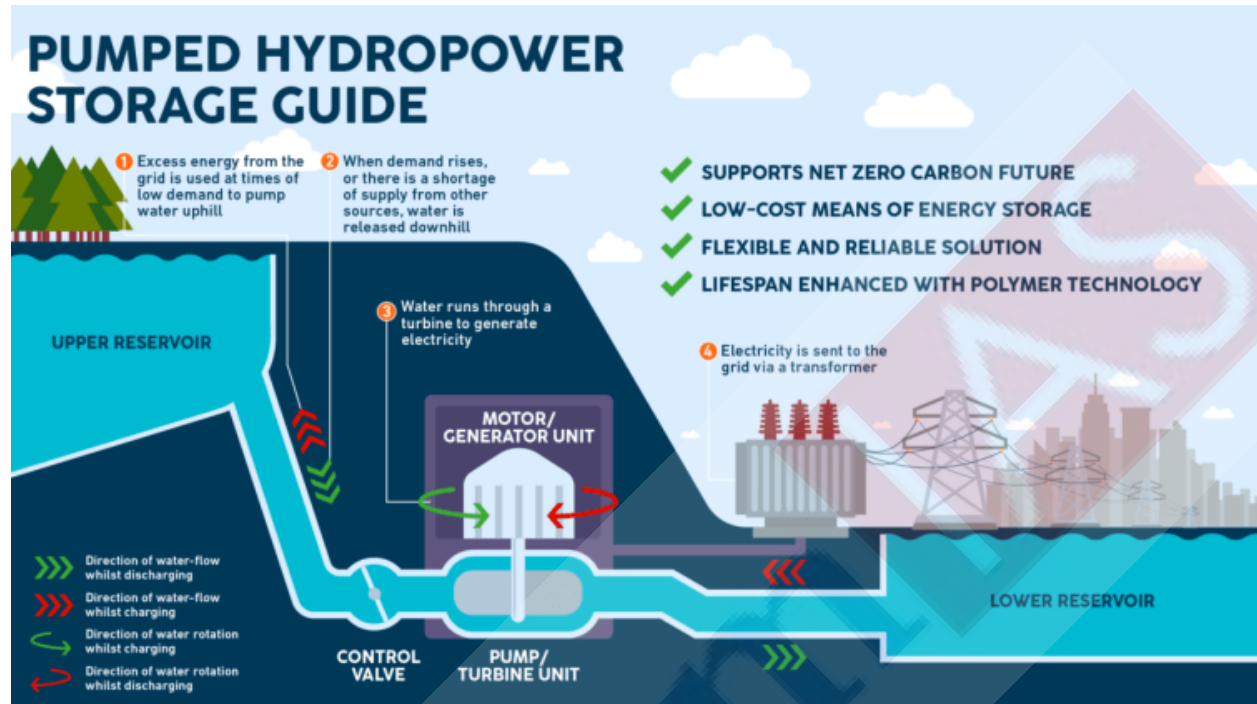 PUMPED HYDROPOWER
STORAGE GUIDE
1 Excess energy from the
grid is used at times of
low demand to pump
water uphill
2 When demand rises,
or there is a shortage
of supply from other
sources, water is
released downhill
SUPPORTS NET ZERO CARBON FUTURE
LOW-COST MEANS OF ENERGY STORAGE
FLEXIBLE AND RELIABLE SOLUTION
LIFESPAN ENHANCED WITH POLYMER TECHNOLOGY
3 Water runs through a
turbine to generate
electricity
UPPER RESERVOIR
4 Electricity is sent to the
grid via a transformer
MOTOR/
GENERATOR UNIT
Direction of water-flow
whilst discharging
Direction of water-flow
whilst charging
Direction of water rotation
whilst charging
Direction of water rotation
whilst discharging
CONTROL
VALVE
PUMP/
TURBINE UNIT
LOWER RESERVOIR